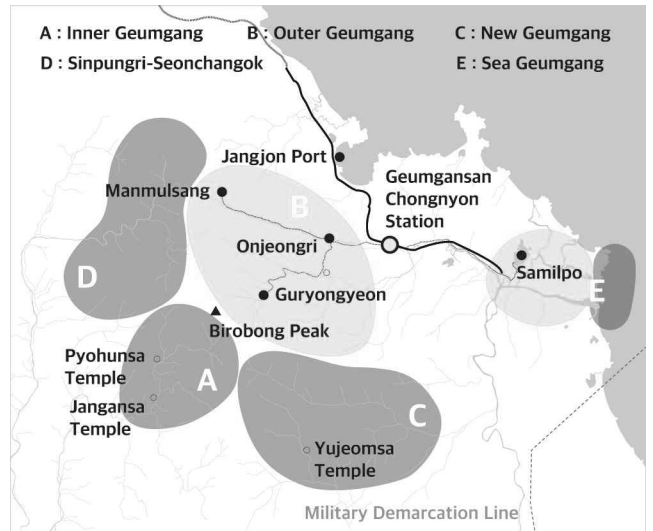 A : Inner Geumgang
B : Outer Geumgang
C : New Geumgang
D : Sinpungri-Seonchangok
E : Sea Geumgang
Jangjon Port
Geumgansan
Chongnyon
Station
Manmulsang
B
Onjeongri
Samilpo
D
E
Guryongyeon
Birobong Peak
Pyohunsa
Temple
A
Jangansa
Temple
C
Yujeomsa
Temple
Military Demarcation Line